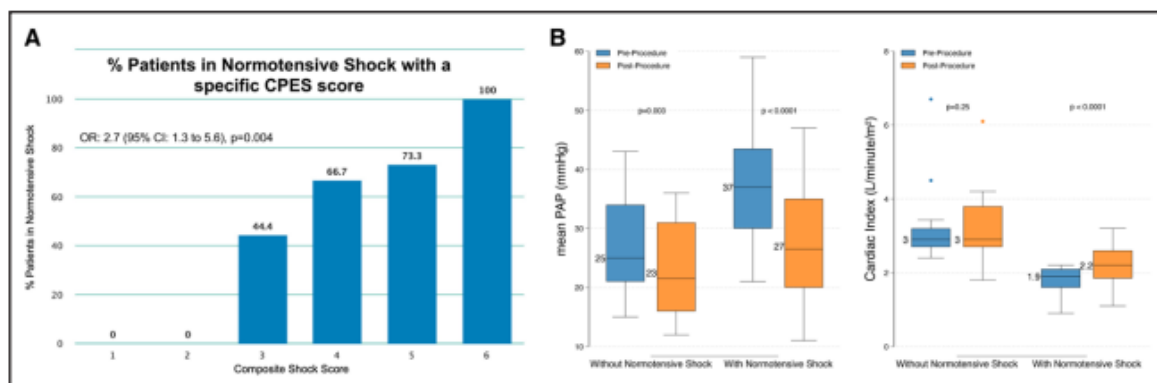 A
% Patients in Normotensive Shock with a
specific CPES score
OR: 2.7 (95% CI: 1.3 to 5.6), p=0.004
% Patients in Normotensive Shock
100
80
60
40
20
0
0
0
44.4
66.7
73.3
100
1 2 3 4 5 6
Composite Shock Score
B
Pre-Procedure
Post-Procedure
mean PAP (mmHg)
60
50
40
30
20
10
p=0.003
p < 0.0001
25
23
37
27
Without Normotensive Shock With Normotensive Shock
Pre-Procedure
Post-Procedure
Cardiac Index (L/minute/m²)
8
6
4
2
0
p=0.25
p < 0.0001
3
3
1.9
2.2
Without Normotensive Shock With Normotensive Shock